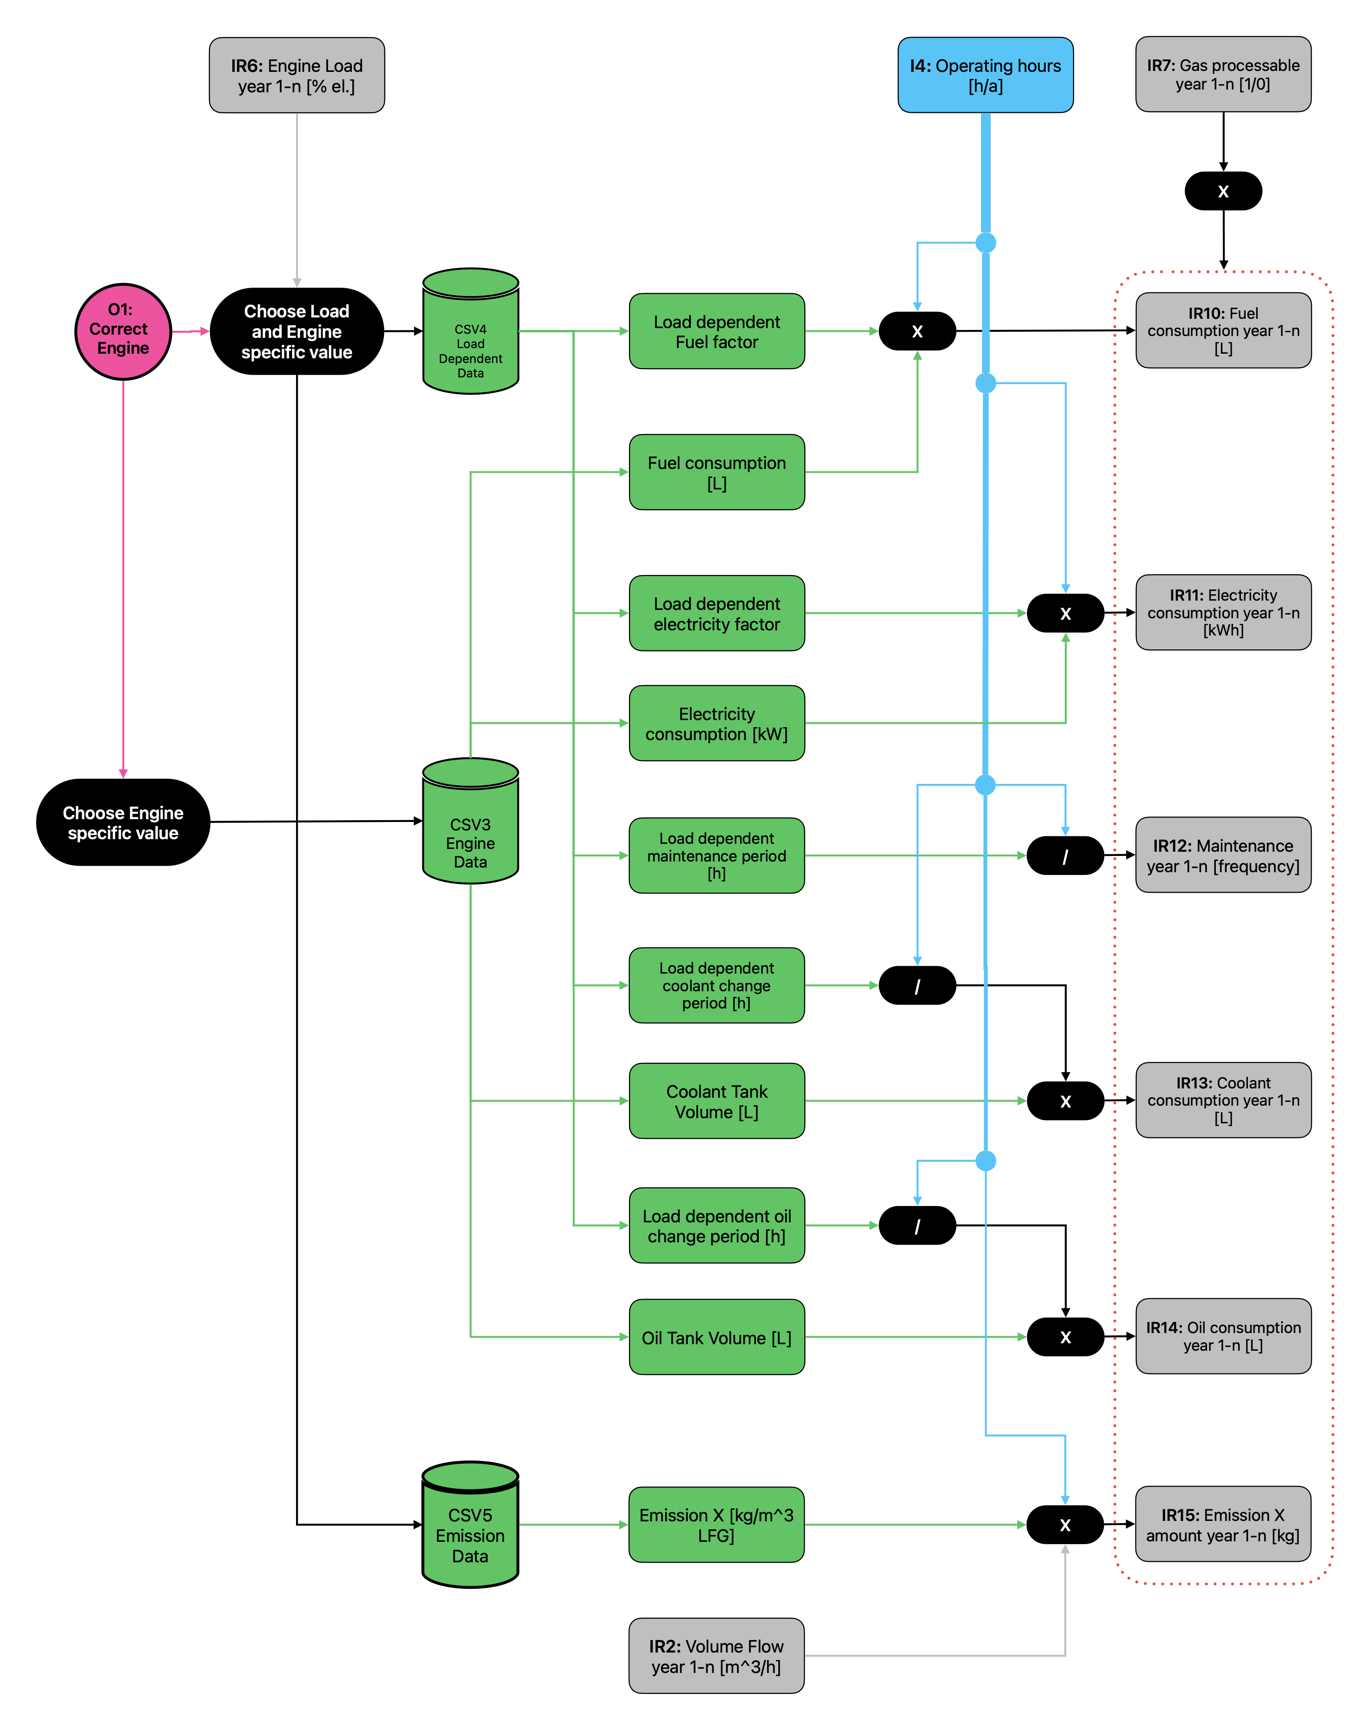 IR6: Engine Load
year 1-n [% el.]
I4: Operating hours
[h/a]
IR7: Gas processable
year 1-n [1/0]
X
O1:
Correct
Engine
Choose Load
and Engine
specific value
CSV4
Load
Dependent
Data
Load dependent
Fuel factor
X
IR10: Fuel
consumption year 1-n
[L]
Fuel consumption
[L]
Load dependent
electricity factor
X
IR11: Electricity
consumption year 1-n
[kWh]
Electricity
consumption [kW]
Choose Engine
specific value
CSV3
Engine
Data
Load dependent
maintenance period
[h]
/
IR12: Maintenance
year 1-n [frequency]
Load dependent
coolant change
period [h]
/
Coolant Tank
Volume [L]
X
IR13: Coolant
consumption year 1-n
[L]
Load dependent oil
change period [h]
/
Oil Tank Volume [L]
X
IR14: Oil consumption
year 1-n [L]
CSV5
Emission
Data
Emission X [kg/m^3
LFG]
X
IR15: Emission X
amount year 1-n [kg]
IR2: Volume Flow
year 1-n [m^3/h]